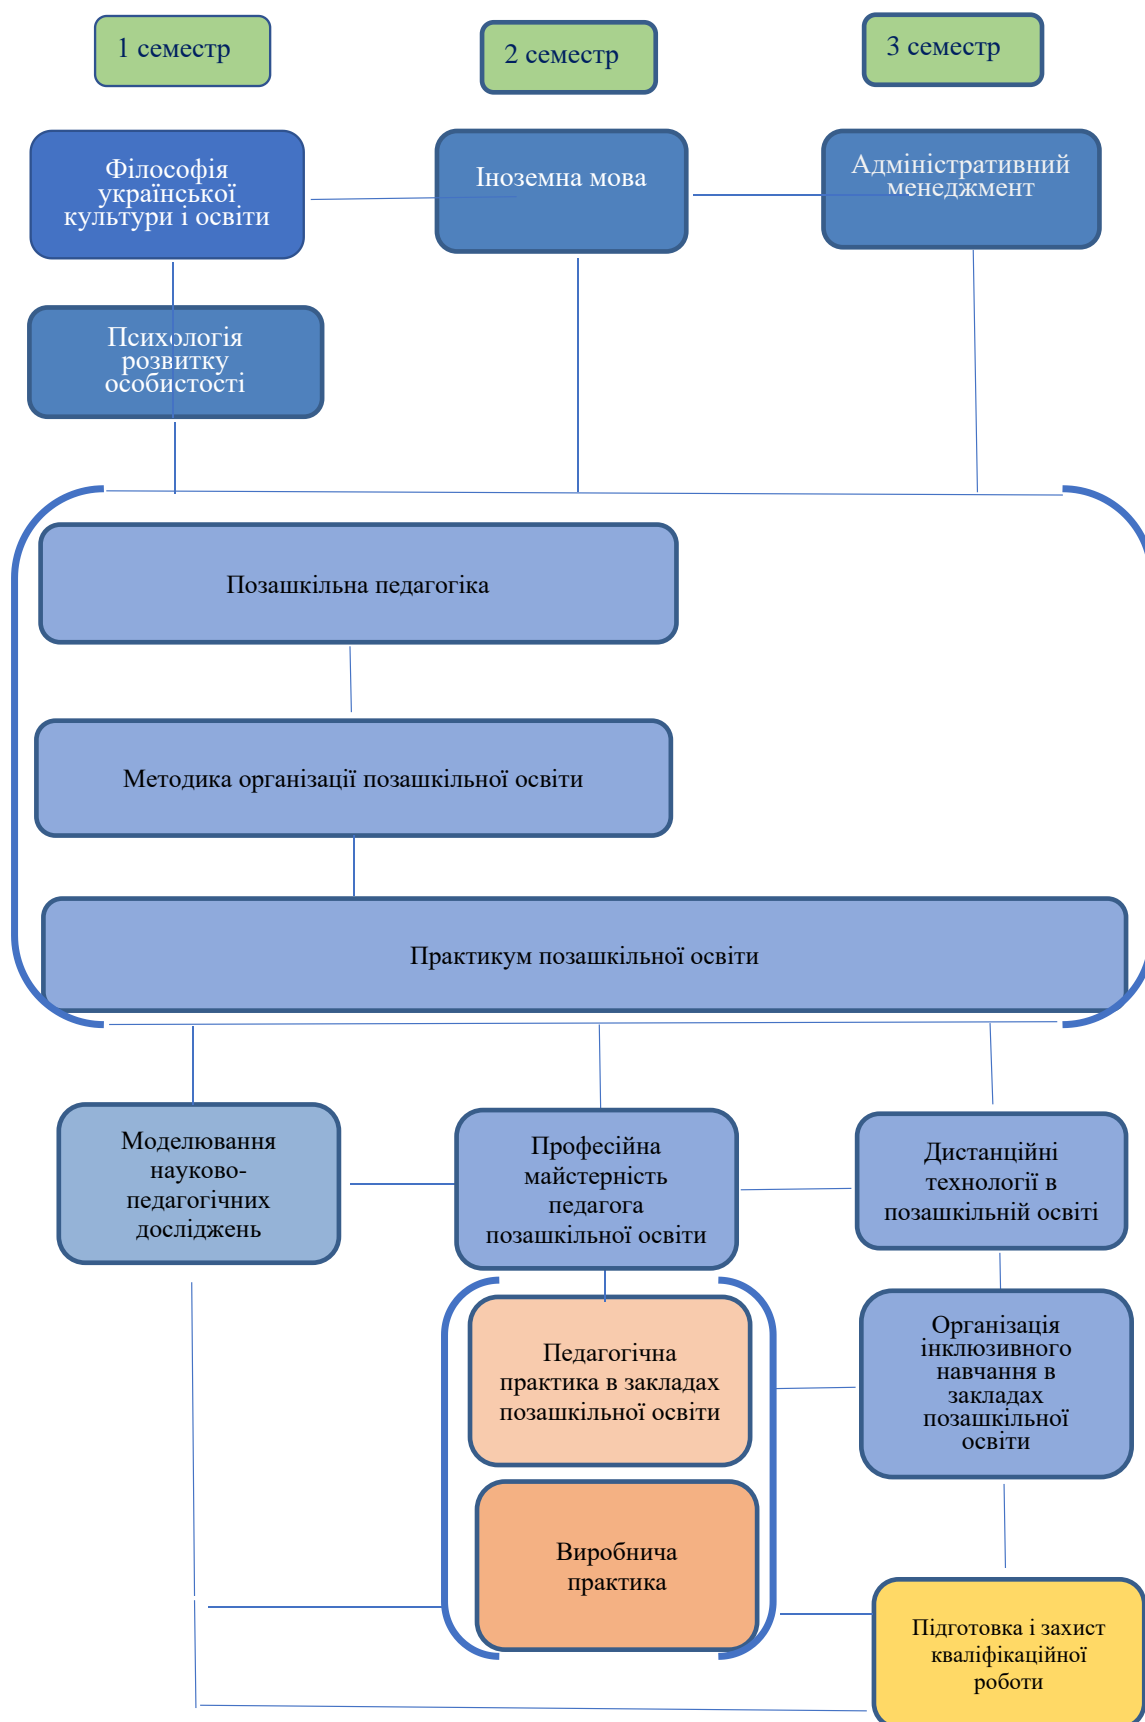 1 семестр
2 семестр
3 семестр
Філософія
української
культури і освіти
Іноземна мова
Адміністративний
менеджмент
Психологія
розвитку
особистості
Позашкільна педагогіка
Методика організації позашкільної освіти
Практикум позашкільної освіти
Моделювання
науково-
педагогічних
досліджень
Професійна
майстерність
педагога
позашкільної освіти
Дистанційні
технології в
позашкільній освіті
Педагогічна
практика в закладах
позашкільної освіти
Організація
інклюзивного
навчання в
закладах
позашкільної
освіти
Виробнича
практика
Підготовка і захист
кваліфікаційної
роботи